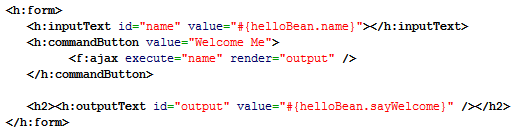 <h:form>
<h:inputText id="name" value="#{helloBean.name}"></h:inputText>
<h:commandButton value="Welcome Me">
<f:ajax execute="name" render="output" />
</h:commandButton>
<h2><h:outputText id="output" value="#{helloBean.sayWelcome}" /></h2>
</h:form>